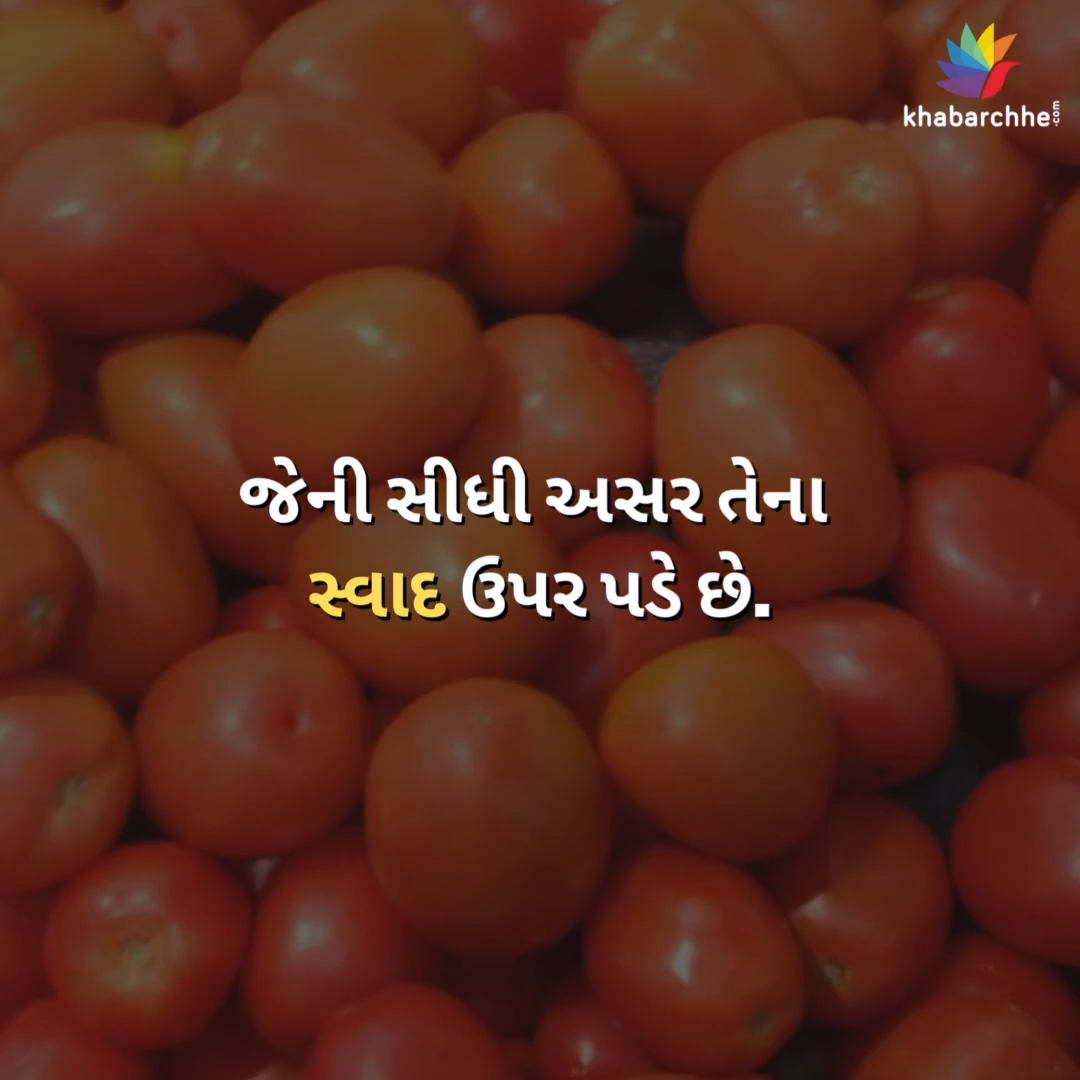 khabarchhe.com
જેની સીધી અસર તેના
સ્વાદ ઉપર પડે છે.